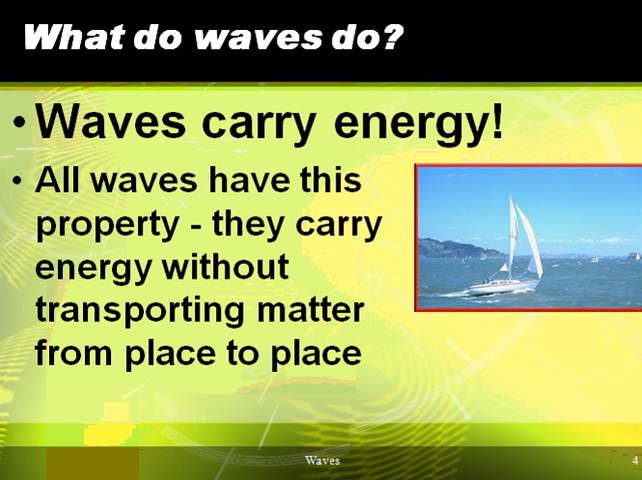 What do waves do?
• Waves carry energy!
• All waves have this
property - they carry
energy without
transporting matter
from place to place
Waves
4